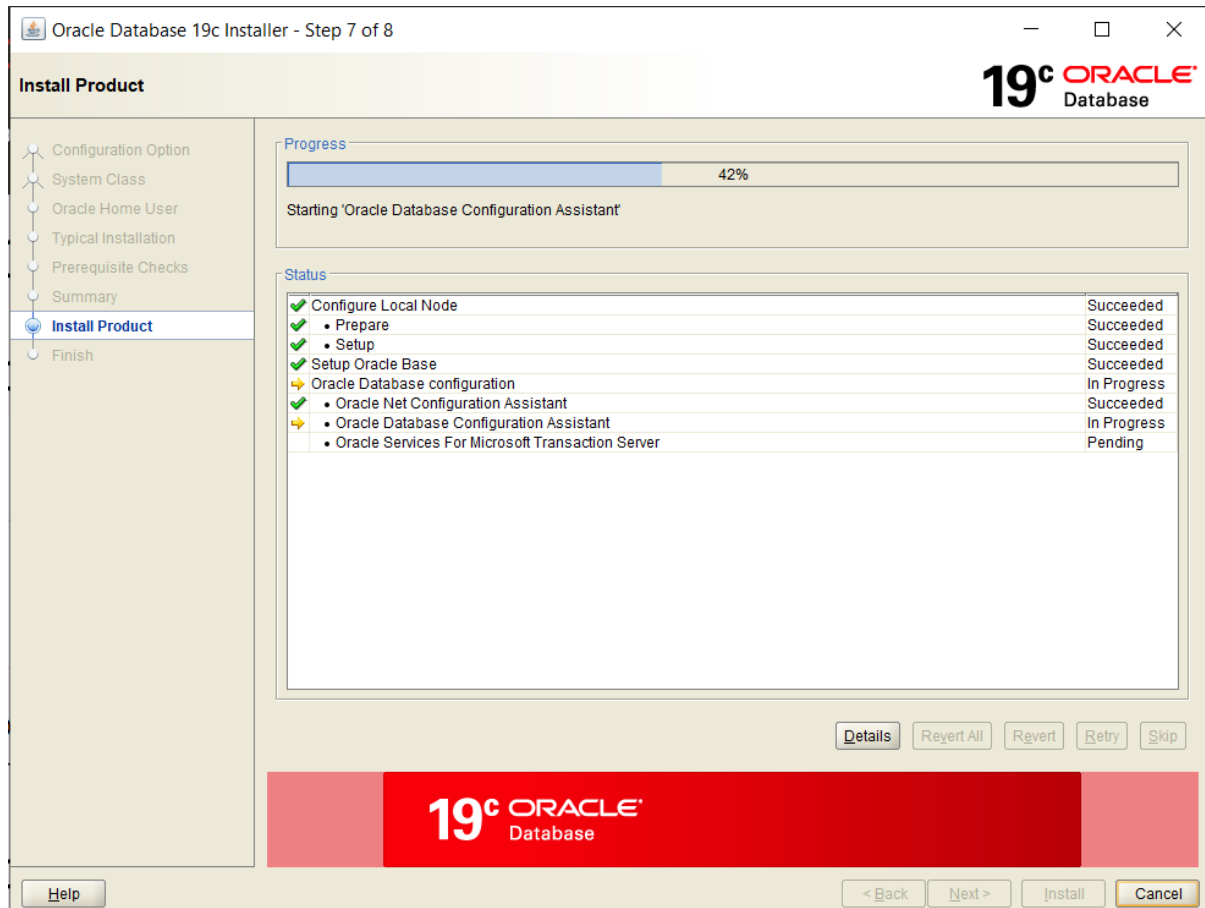 Oracle Database 19c Installer - Step 7 of 8
Install Product
19c ORACLE
Database
Configuration Option
System Class
Oracle Home User
Typical Installation
Prerequisite Checks
Summary
Install Product
Finish
Progress
42%
Starting 'Oracle Database Configuration Assistant'
Status
Configure Local Node Succeeded
• Prepare Succeeded
• Setup Succeeded
Setup Oracle Base Succeeded
Oracle Database configuration In Progress
• Oracle Net Configuration Assistant Succeeded
• Oracle Database Configuration Assistant In Progress
• Oracle Services For Microsoft Transaction Server Pending
Details Revert All Revert Retry Skip
19c ORACLE
Database
Help < Back Next > Install Cancel